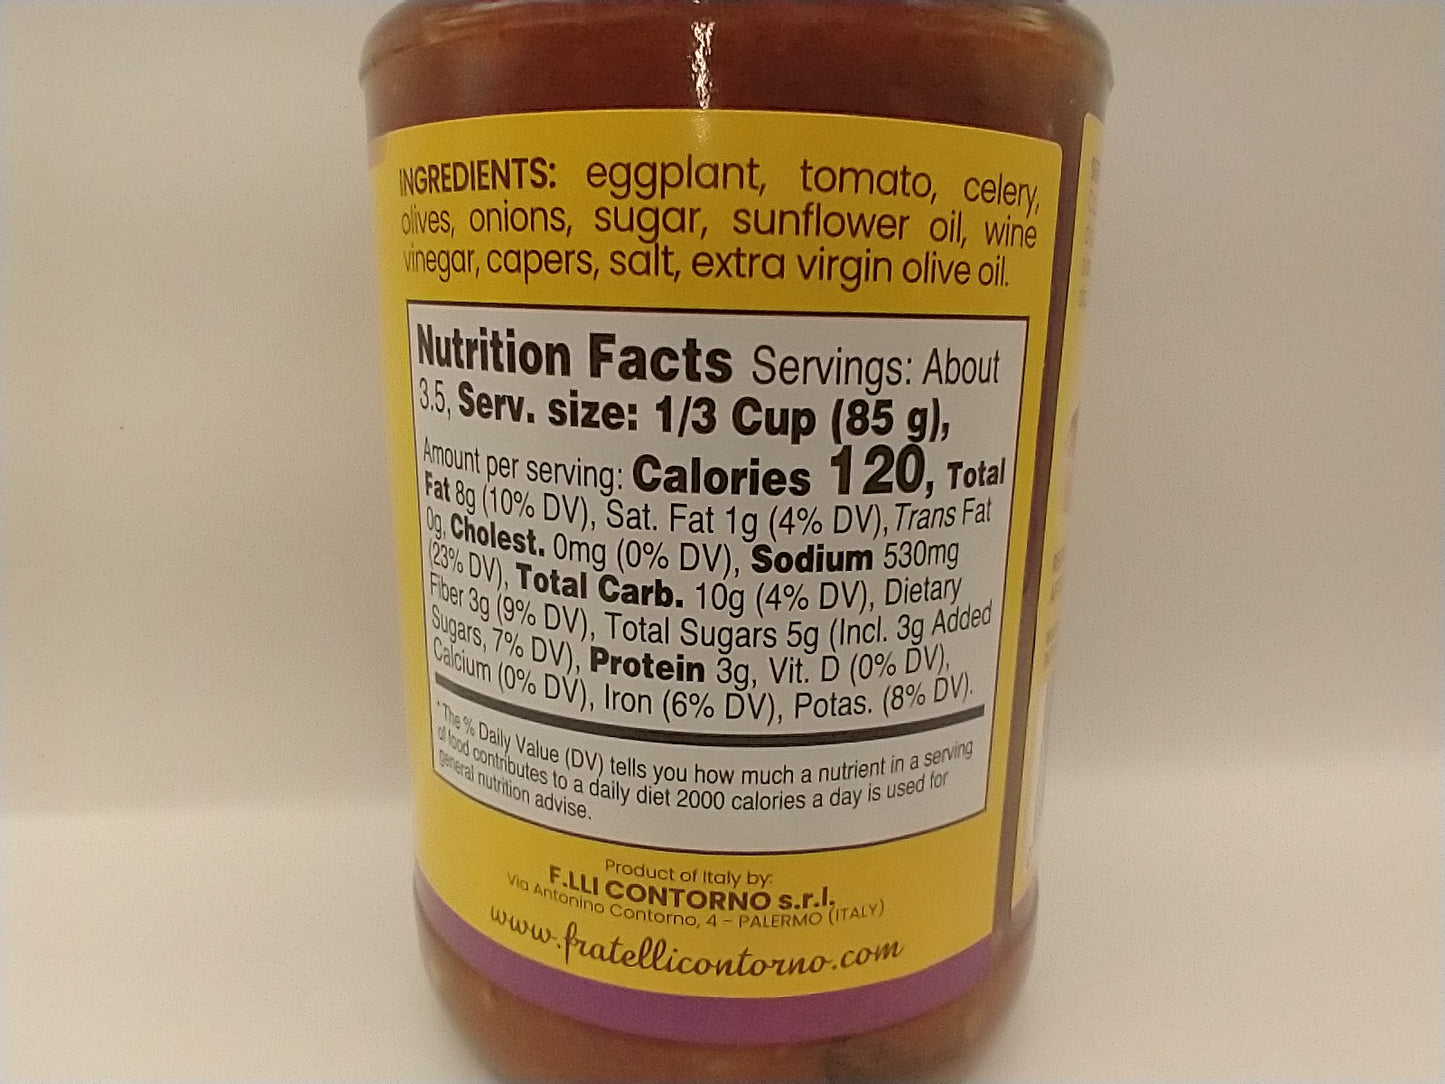 INGREDIENTS: eggplant, tomato, celery,
olives, onions, sugar, sunflower oil, wine
vinegar, capers, salt, extra virgin olive oil.
Nutrition Facts Servings: About
3.5, Serv. size: 1/3 Cup (85 g),
Amount per serving: Calories 120, Total
Fat 8g (10% DV), Sat. Fat 1g (4% DV), Trans Fat
0g, Cholest. 0mg (0% DV), Sodium 530mg
(23% DV), Total Carb. 10g (4% DV), Dietary
Fiber 3g (9% DV), Total Sugars 5g (Incl. 3g Added
Sugars, 7% DV), Protein 3g, Vit. D (0% DV),
Calcium (0% DV), Iron (6% DV), Potas. (8% DV).
*The % Daily Value (DV) tells you how much a nutrient in a serving
of food contributes to a daily diet 2000 calories a day is used for
general nutrition advise.
Product of Italy by:
F.LLI CONTORNO s.r.l.
Via Antonino Contorno, 4 – PALERMO (ITALY)
www.fratellicontorno.com